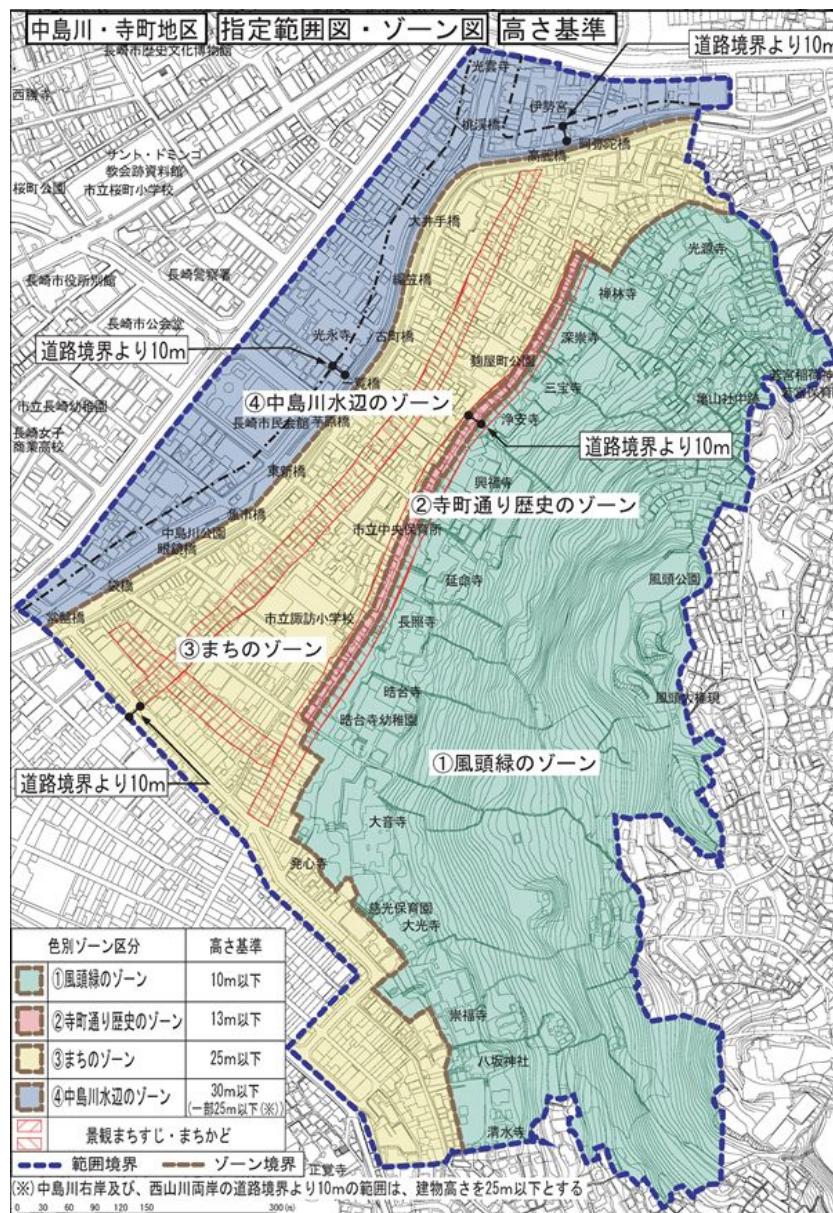 中島川・寺町地区 指定範囲図・ゾーン図 高さ基準
長崎市歴史文化博物館
道路境界より10m
西勝寺
光雲寺
伊勢宮
桃渓橋
阿弥陀橋
高麗橋
サント・ドミンゴ
教会跡資料館
桜町公園
市立桜町小学校
大井手橋
光源寺
長崎市役所別館
長崎警察署
編笠橋
禅林寺
長崎市公会堂
光永寺
古町橋
深崇寺
道路境界より10m
麹屋町公園
一覧橋
三宝寺
市立長崎幼稚園
④中島川水辺のゾーン
亀山社中跡
長崎女子
商業高校
長崎市民会館
芋原橋
浄安寺
道路境界より10m
東新橋
興福寺
②寺町通り歴史のゾーン
魚市橋
中島川公園
眼鏡橋
市立中央保育所
延命寺
風頭公園
袋橋
常盤橋
市立諏訪小学校
長照寺
③まちのゾーン
晧台寺
風頭大権現
晧台寺幼稚園
①風頭緑のゾーン
道路境界より10m
大音寺
発心寺
慈光保育園
大光寺
崇福寺
八坂神社
清水寺
正覚寺
色別ゾーン区分 高さ基準
①風頭緑のゾーン 10m以下
②寺町通り歴史のゾーン 13m以下
③まちのゾーン 25m以下
④中島川水辺のゾーン 30m以下
(一部25m以下(※))
景観まちすじ・まちかど
範囲境界 ゾーン境界
(※)中島川右岸及び、西山川両岸の道路境界より10mの範囲は、建物高さを25m以下とする
0 30 60 90 120 150 300(m)